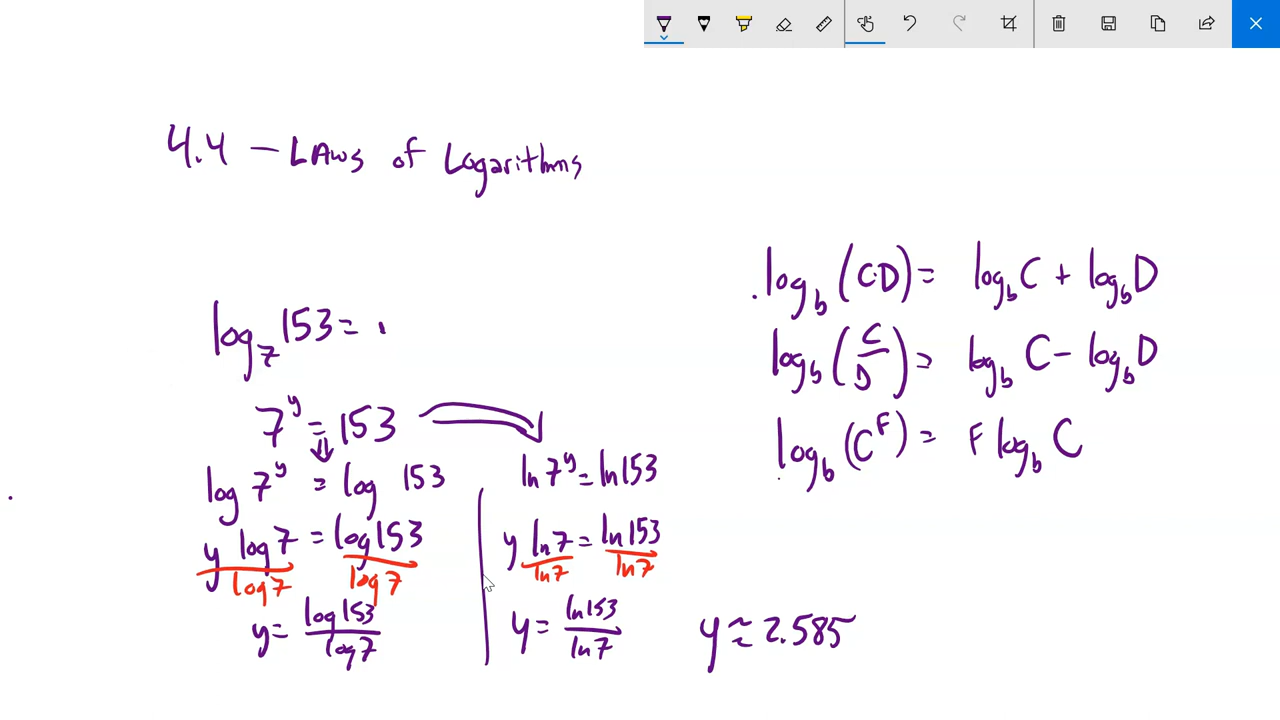 4.4 – LAws of Logarithms
log_b (C·D) = log_b C + log_b D
log_7 153 =
log_b (C/D) = log_b C – log_b D
7^y = 153
log_b (C^F) = F log_b C
log 7^y = log 153
ln 7^y = ln 153
y log 7 = log 153
log 7 log 7
y = log 153 / log 7
y ln 7 = ln 153
ln 7 ln 7
y = ln 153 / ln 7
y ≈ 2.585